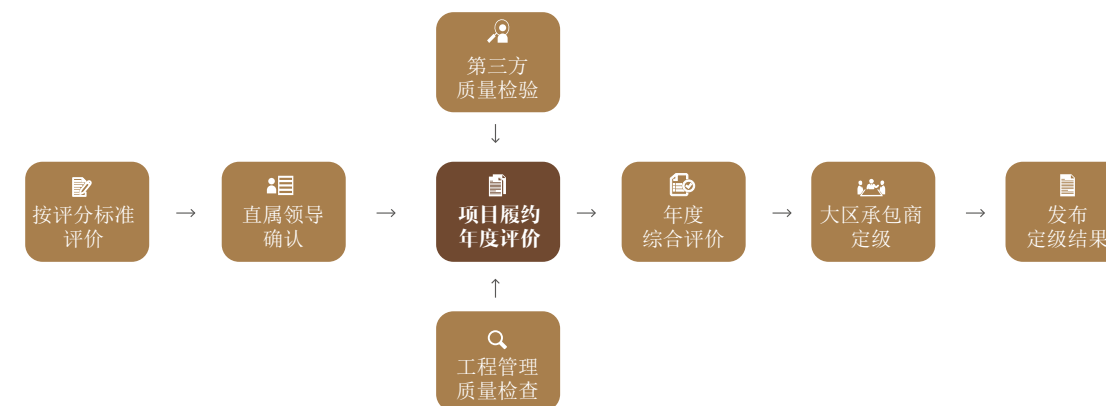 第三方
质量检验
按评分标准
评价
直属领导
确认
项目履约
年度评价
年度
综合评价
大区承包商
定级
发布
定级结果
工程管理
质量检查